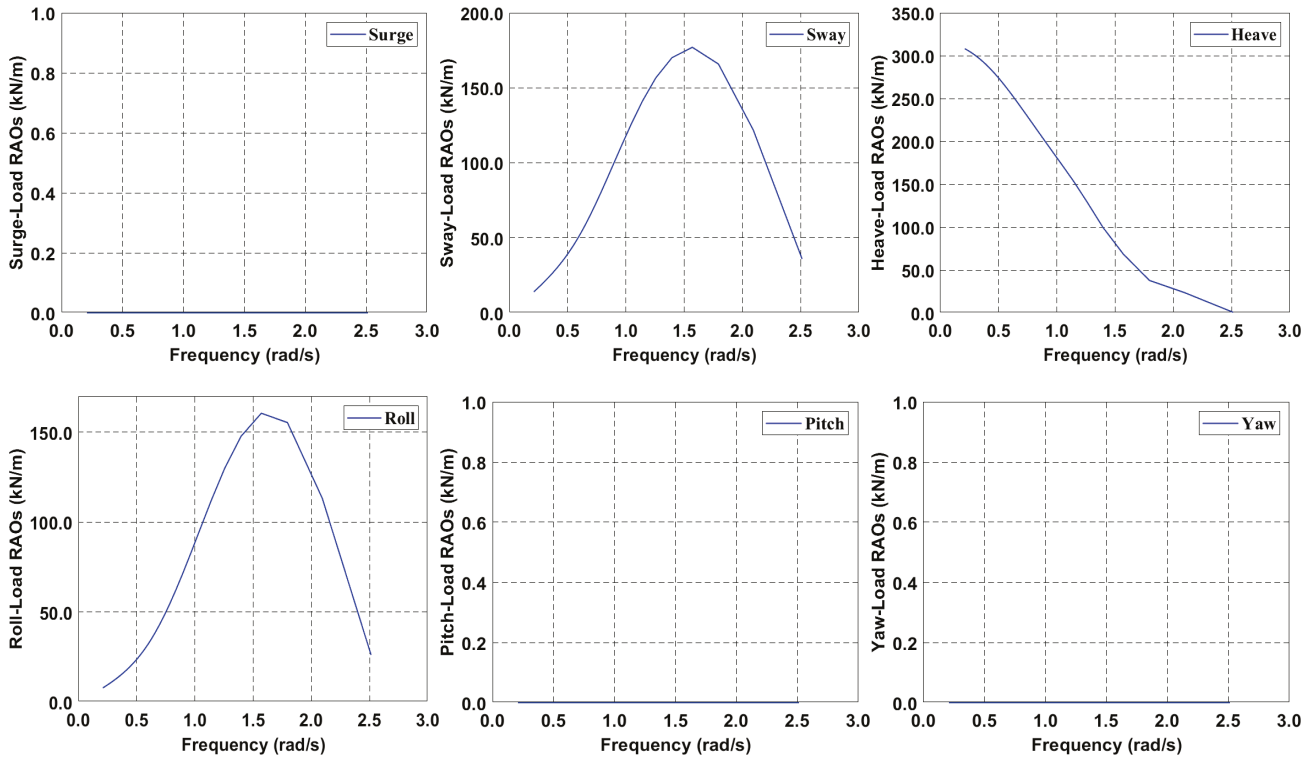 Surge-Load RAOs (kN/m)
1.0
0.8
0.6
0.4
0.2
0.0
Surge
0.0 0.5 1.0 1.5 2.0 2.5 3.0
Frequency (rad/s)
Sway-Load RAOs (kN/m)
200.0
150.0
100.0
50.0
0.0
Sway
0.0 0.5 1.0 1.5 2.0 2.5 3.0
Frequency (rad/s)
Heave-Load RAOs (kN/m)
350.0
300.0
250.0
200.0
150.0
100.0
50.0
0.0
Heave
0.0 0.5 1.0 1.5 2.0 2.5 3.0
Frequency (rad/s)
Roll-Load RAOs (kN/m)
150.0
100.0
50.0
0.0
Roll
0.0 0.5 1.0 1.5 2.0 2.5 3.0
Frequency (rad/s)
Pitch-Load RAOs (kN/m)
1.0
0.8
0.6
0.4
0.2
0.0
Pitch
0.0 0.5 1.0 1.5 2.0 2.5 3.0
Frequency (rad/s)
Yaw-Load RAOs (kN/m)
1.0
0.8
0.6
0.4
0.2
0.0
Yaw
0.0 0.5 1.0 1.5 2.0 2.5 3.0
Frequency (rad/s)